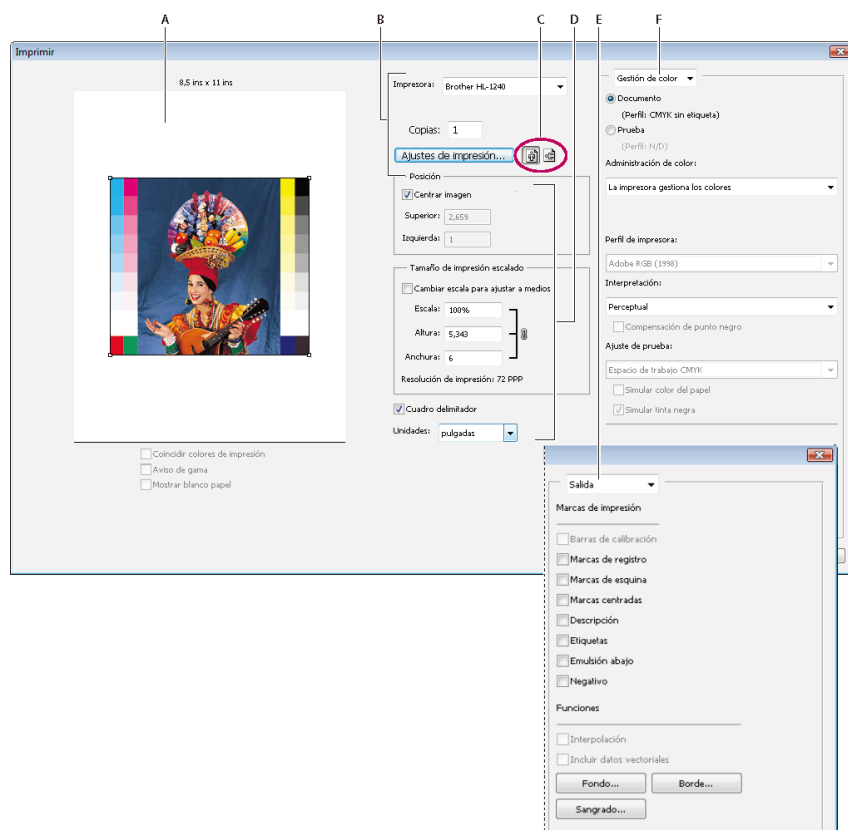 A
B
C
D
E
F
Imprimir
8,5 ins x 11 ins
Coincidir colores de impresión
Aviso de gama
Mostrar blanco papel
Impresora: Brother HL-1240
Copias: 1
Ajustes de impresión...
Posición
Centrar imagen
Superior: 2,659
Izquierda: 1
Tamaño de impresión escalado
Cambiar escala para ajustar a medios
Escala: 100%
Altura: 5,343
Anchura: 6
Resolución de impresión: 72 PPP
Cuadro delimitador
Unidades: pulgadas
Gestión de color
Documento
(Perfil: CMYK sin etiqueta)
Prueba
(Perfil: N/D)
Administración de color:
La impresora gestiona los colores
Perfil de impresora:
Adobe RGB (1998)
Interpretación:
Perceptual
Compensación de punto negro
Ajuste de prueba:
Espacio de trabajo CMYK
Simular color del papel
Simular tinta negra
Salida
Marcas de impresión
Barras de calibración
Marcas de registro
Marcas de esquina
Marcas centradas
Descripción
Etiquetas
Emulsión abajo
Negativo
Funciones
Interpolación
Incluir datos vectoriales
Fondo...
Borde...
Sangrado...